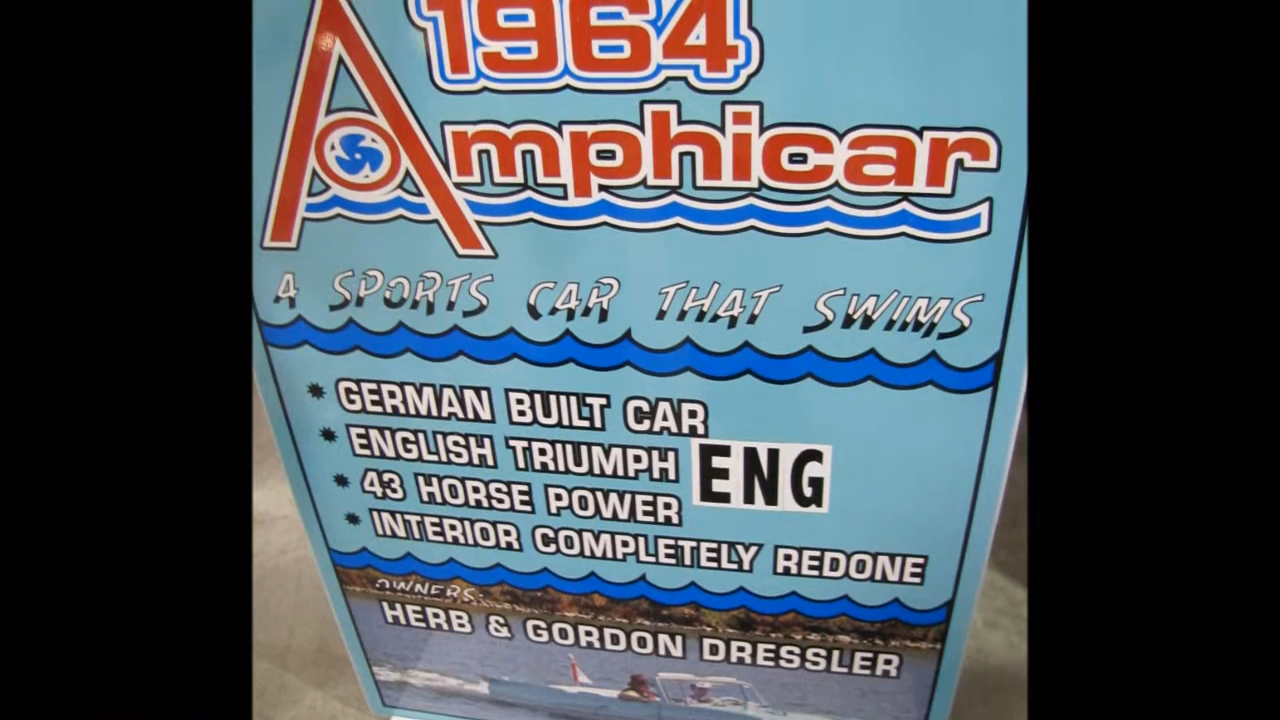 1964
Amphicar
A SPORTS CAR THAT SWIMS
* GERMAN BUILT CAR
* ENGLISH TRIUMPH ENG
* 43 HORSE POWER
* INTERIOR COMPLETELY REDONE
OWNERS:
HERB & GORDON DRESSLER